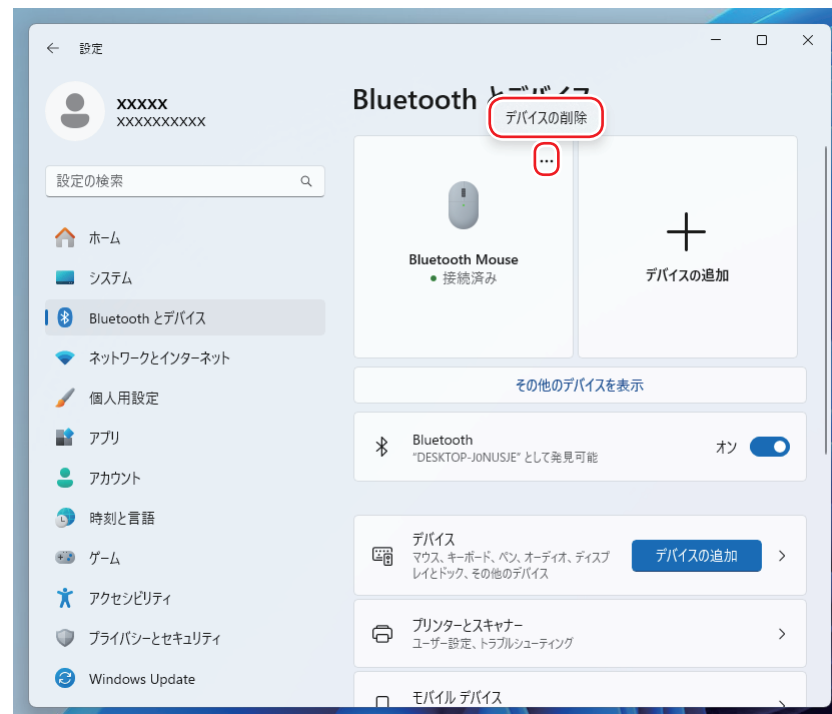 設定
xxxxx
xxxxxxxxxx
設定の検索
ホーム
システム
Bluetooth とデバイス
ネットワークとインターネット
個人用設定
アプリ
アカウント
時刻と言語
ゲーム
アクセシビリティ
プライバシーとセキュリティ
Windows Update
Bluetooth とデバイス
デバイスの削除
...
Bluetooth Mouse
接続済み
デバイスの追加
その他のデバイスを表示
Bluetooth
"DESKTOP-J0NUSJE" として発見可能
オン
デバイス
マウス、キーボード、ペン、オーディオ、ディスプ
レイとドック、その他のデバイス
デバイスの追加
プリンターとスキャナー
ユーザー設定、トラブルシューティング
モバイル デバイス